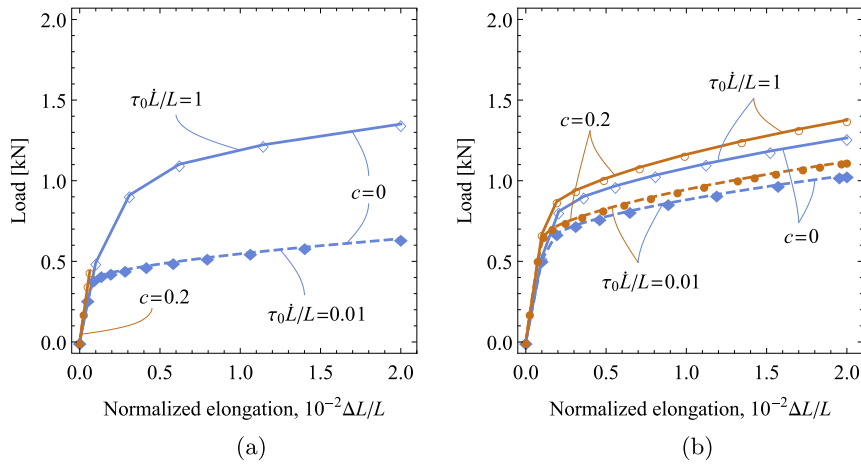 2.0
1.5
1.0
0.5
0.0
Load [kN]
τ₀L̇/L=1
c=0
τ₀L̇/L=0.01
c=0.2
0.0 0.5 1.0 1.5 2.0
Normalized elongation, 10⁻²ΔL/L
(a)
2.0
1.5
1.0
0.5
0.0
Load [kN]
τ₀L̇/L=1
c=0.2
c=0
τ₀L̇/L=0.01
0.0 0.5 1.0 1.5 2.0
Normalized elongation, 10⁻²ΔL/L
(b)